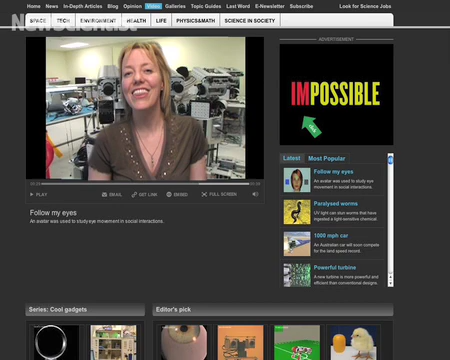 Home News In-Depth Articles Blog Opinion Video Galleries Topic Guides Last Word E-Newsletter Subscribe Look for Science Jobs
NewScientist
SPACE TECH ENVIRONMENT HEALTH LIFE PHYSICS&MATH SCIENCE IN SOCIETY
ADVERTISEMENT
IMPOSSIBLE
click
Latest Most Popular
Follow my eyes
An avatar was used to study eye movement in social interactions.
Paralysed worms
UV light can stun worms that have ingested a light-sensitive chemical.
1000 mph car
An Australian car will soon compete for the land speed record.
Powerful turbine
A new turbine is more powerful and efficient than conventional designs.
PLAY EMAIL GET LINK EMBED FULL SCREEN
Follow my eyes
An avatar was used to study eye movement in social interactions.
Series: Cool gadgets
Editor's pick